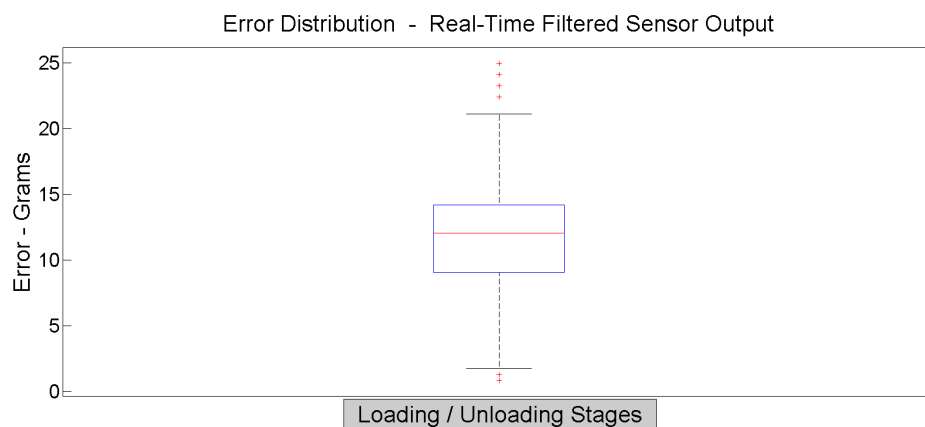 Error Distribution  -  Real-Time Filtered Sensor Output
25
20
15
10
5
0
Error - Grams
Loading / Unloading Stages